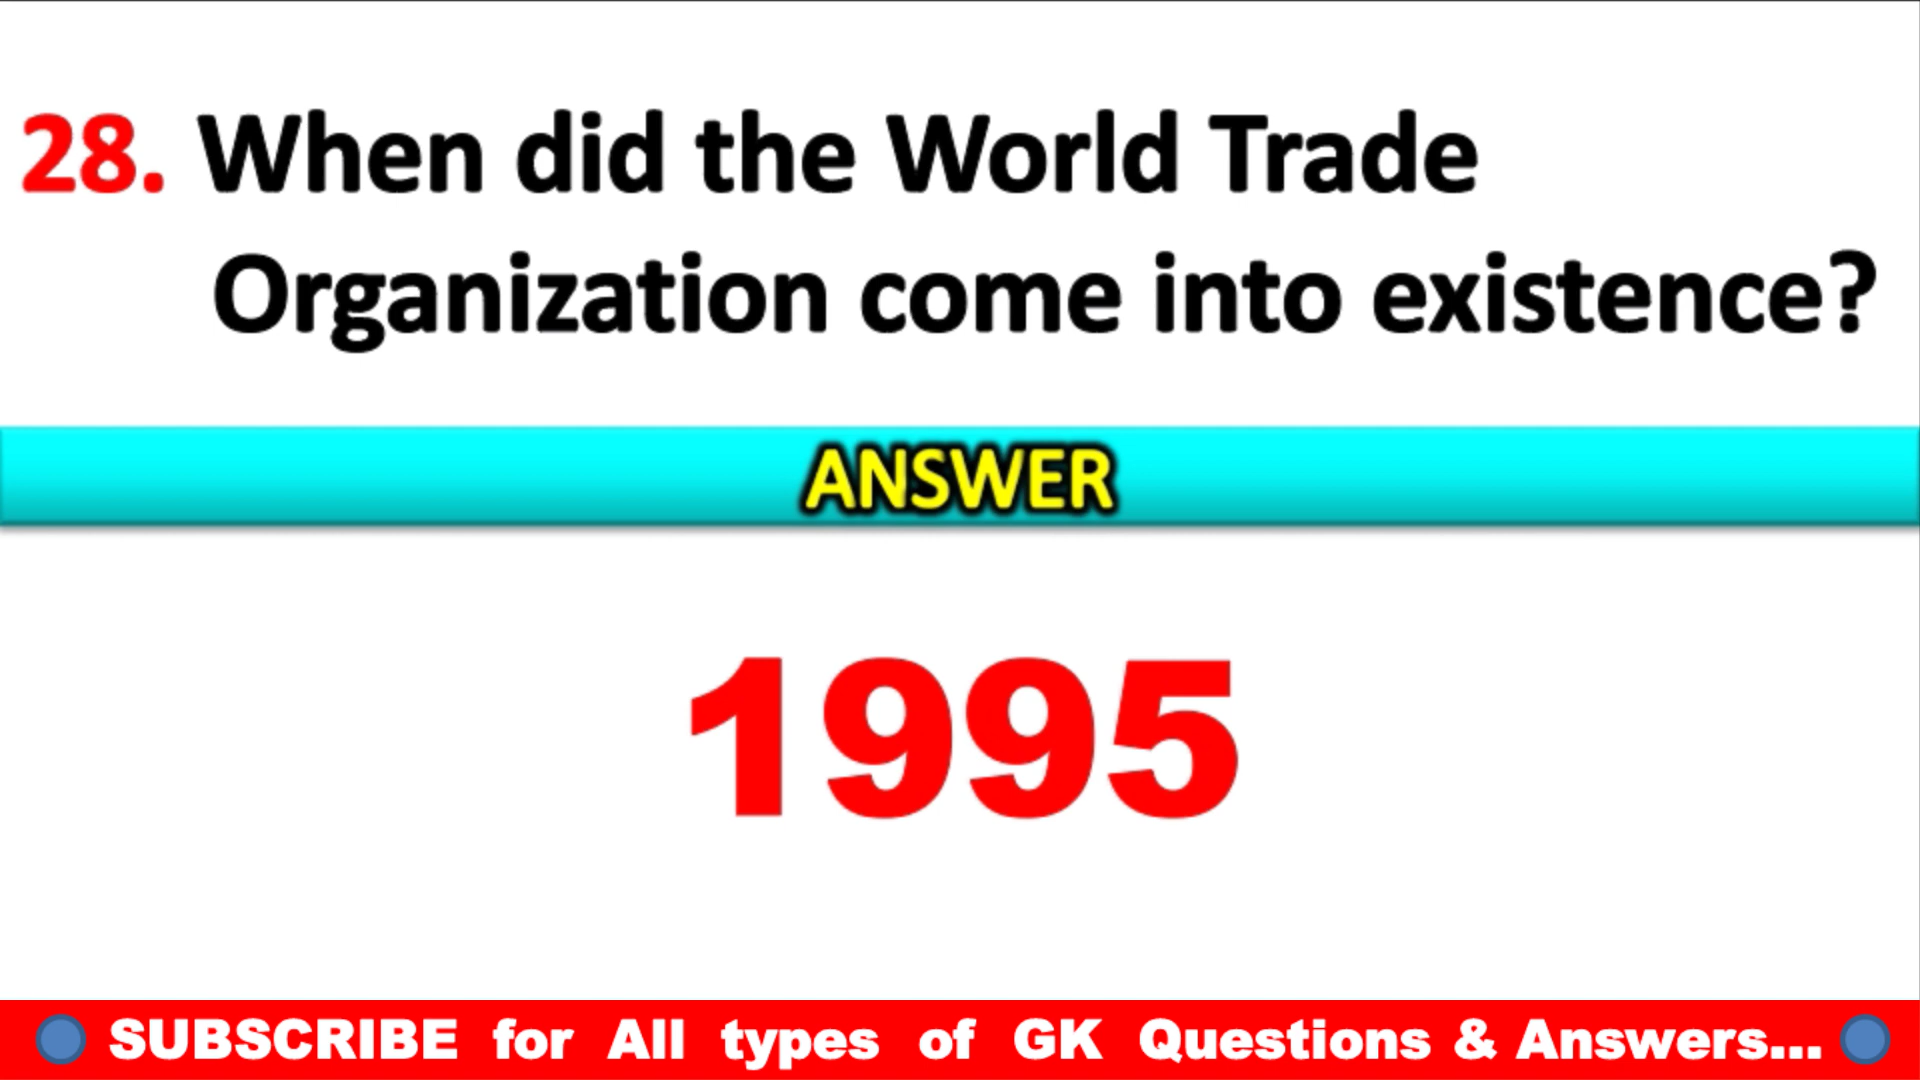 28. When did the World Trade
Organization come into existence?
ANSWER
1995
SUBSCRIBE for All types of GK Questions & Answers...